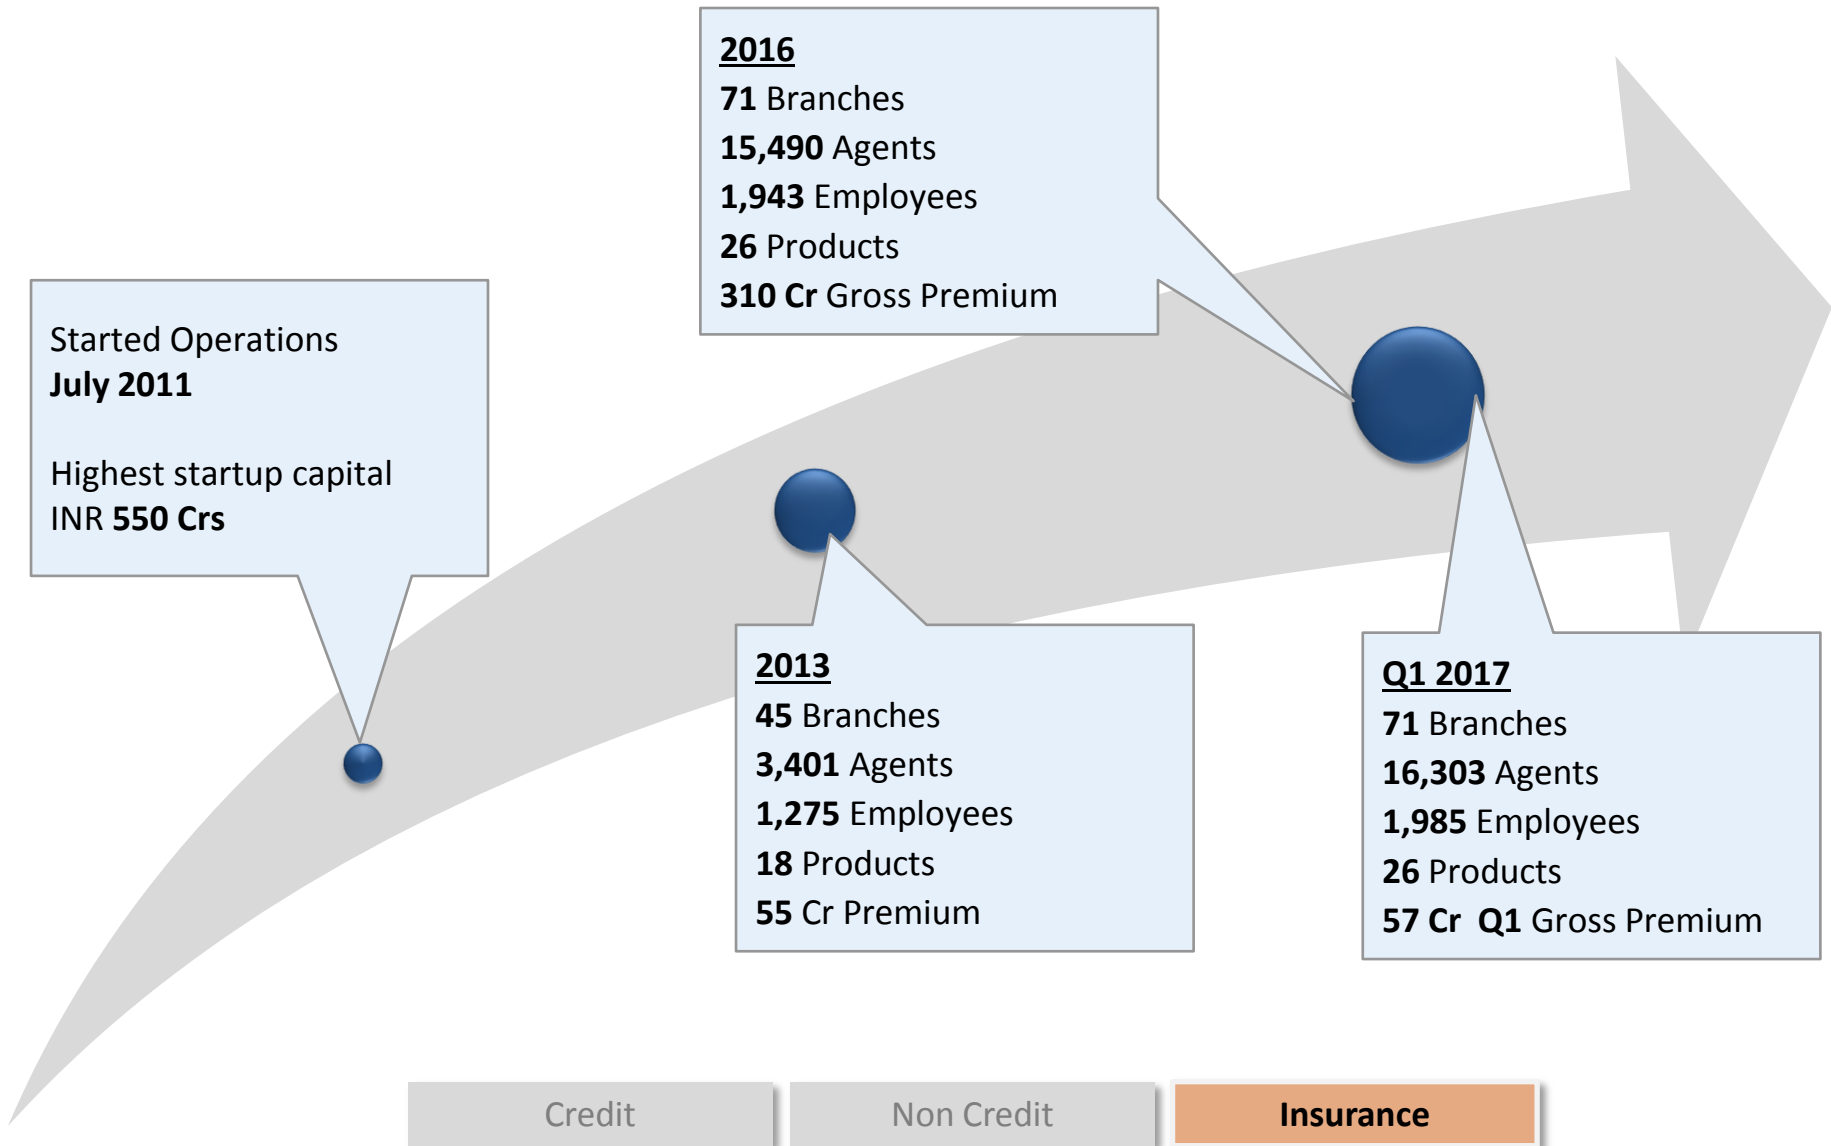 Started Operations
July 2011
Highest startup capital
INR 550 Crs
2016
71 Branches
15,490 Agents
1,943 Employees
26 Products
310 Cr Gross Premium
2013
45 Branches
3,401 Agents
1,275 Employees
18 Products
55 Cr Premium
Q1 2017
71 Branches
16,303 Agents
1,985 Employees
26 Products
57 Cr  Q1 Gross Premium
Credit
Non Credit
Insurance